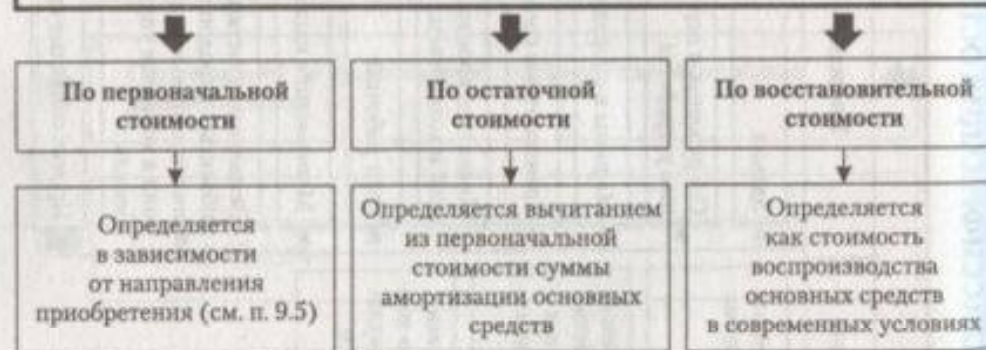 По первоначальной
стоимости
По остаточной
стоимости
По восстановительной
стоимости
Определяется
в зависимости
от направления
приобретения (см. п. 9.5)
Определяется вычитанием
из первоначальной
стоимости суммы
амортизации основных
средств
Определяется
как стоимость
воспроизводства
основных средств
в современных условиях